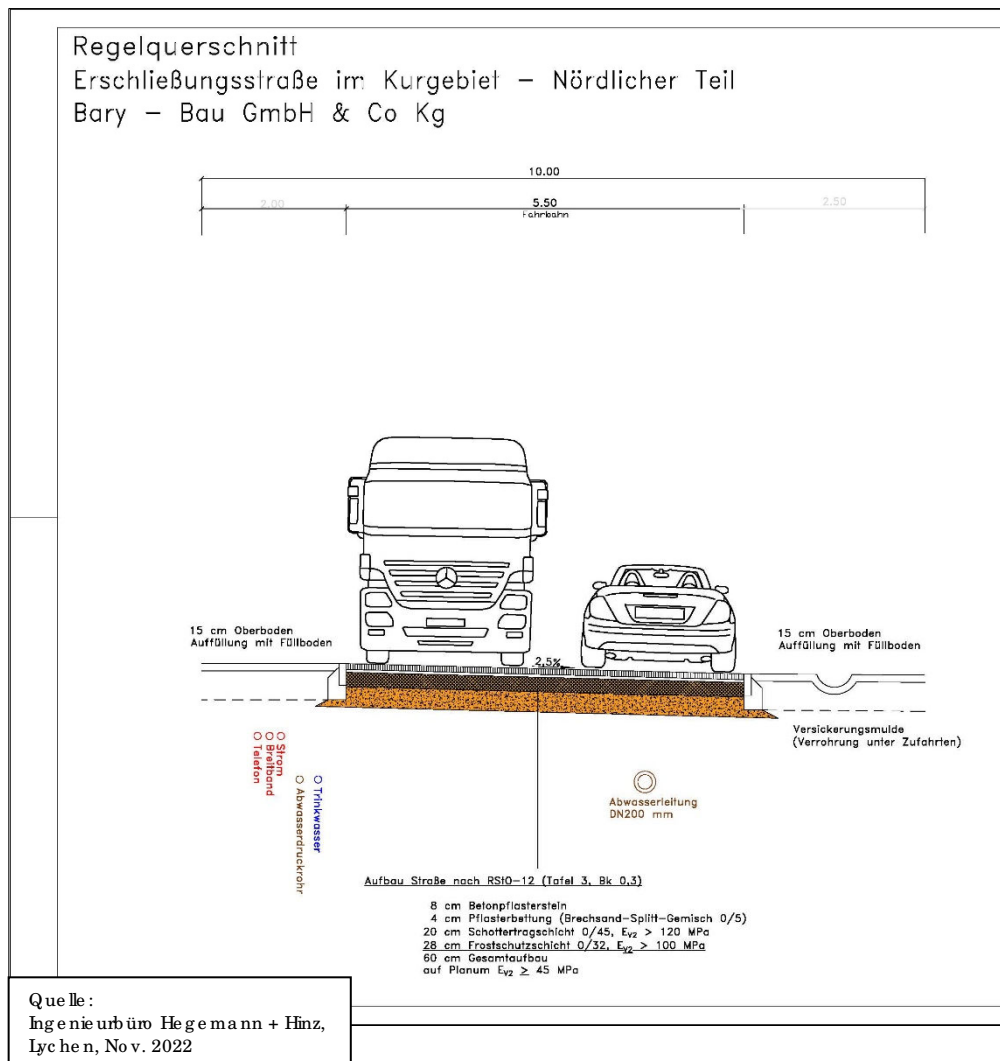 Regelquerschnitt
Erschließungsstraße im Kurgebiet – Nördlicher Teil
Bary – Bau GmbH & Co Kg
10.00
2.00
5.50
2.50
Fahrbahn
15 cm Oberboden
Auffüllung mit Füllboden
2,5%
15 cm Oberboden
Auffüllung mit Füllboden
Versickerungsmulde
(Verrohrung unter Zufahrten)
Strom
Breitband
Telefon
Trinkwasser
Abwasserdruckrohr
Abwasserleitung
DN200 mm
Aufbau Straße nach RStO-12 (Tafel 3, Bk 0,3)
8 cm Betonpflasterstein
4 cm Pflasterbettung (Brechsand-Splitt-Gemisch 0/5)
20 cm Schottertragschicht 0/45, EV2 > 120 MPa
28 cm Frostschutzschicht 0/32, EV2 > 100 MPa
60 cm Gesamtaufbau
auf Planum EV2 ≥ 45 MPa
Quelle:
Ingenieurbüro Hegemann + Hinz,
Lychen, Nov. 2022